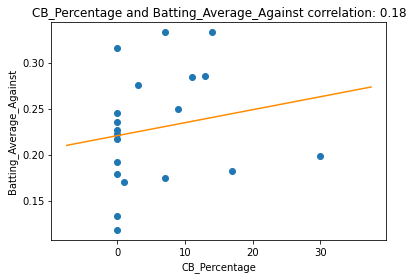 CB_Percentage and Batting_Average_Against correlation: 0.18
Batting_Average_Against
0.30
0.25
0.20
0.15
0
10
20
30
CB_Percentage